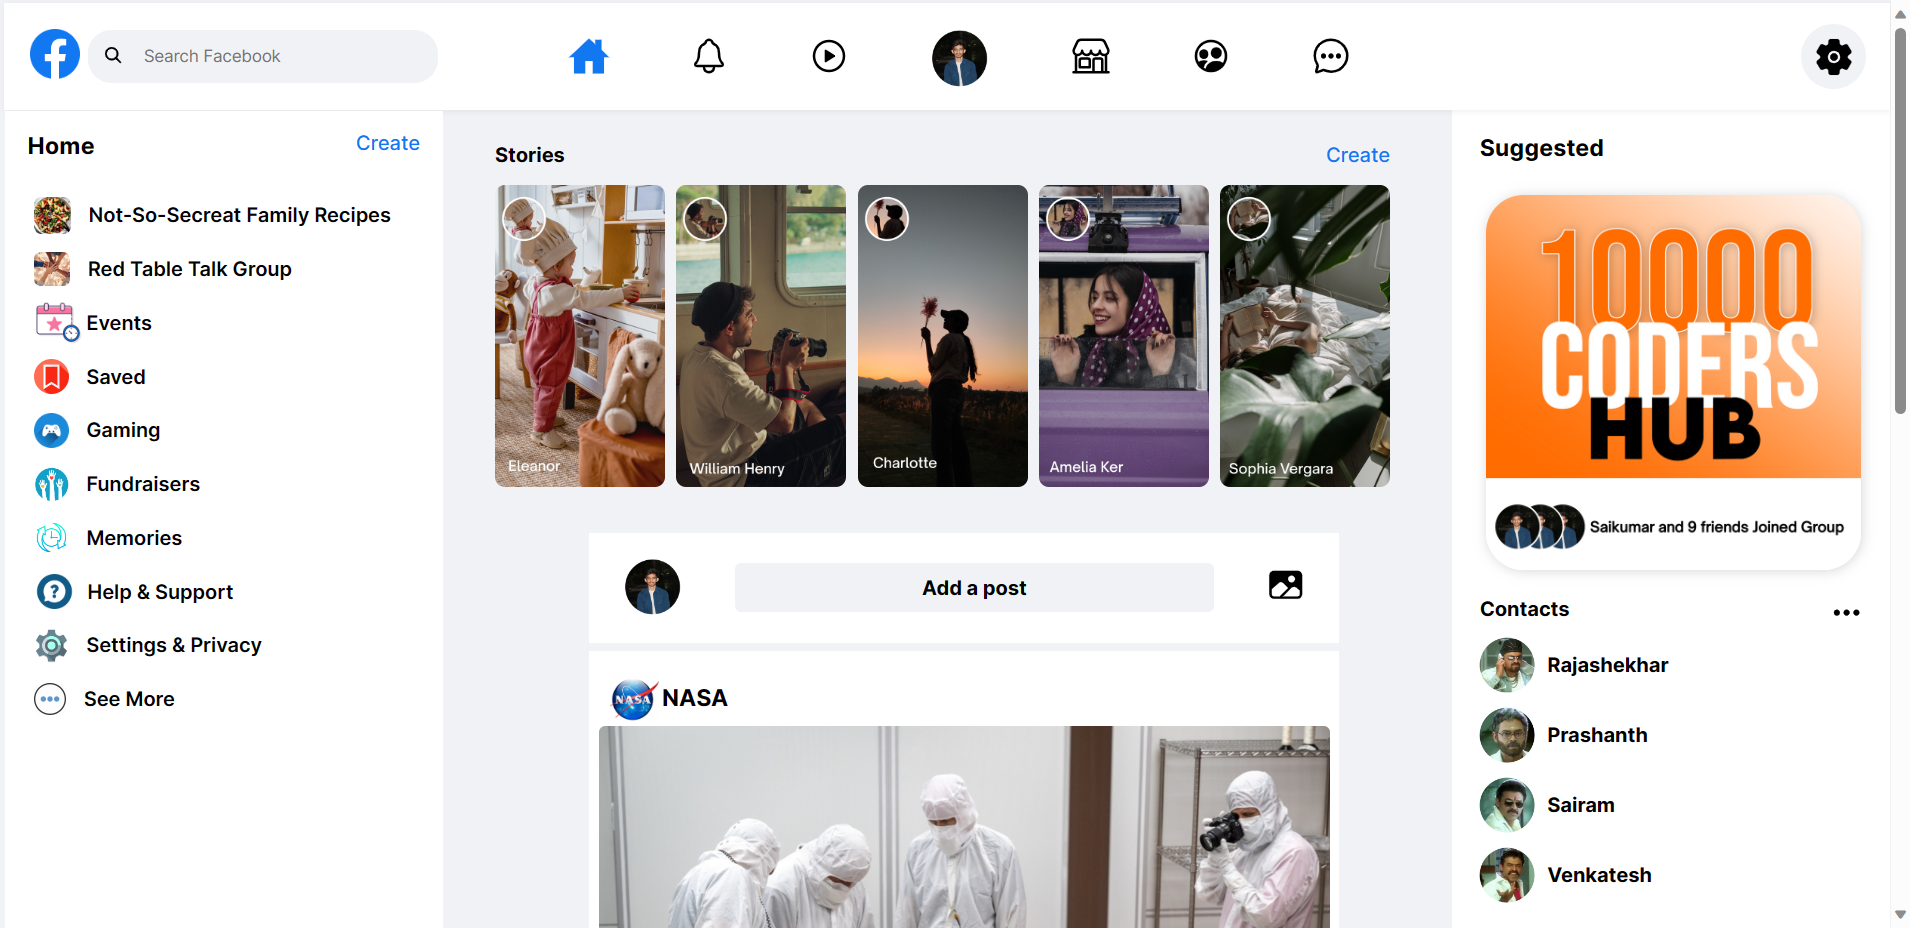 Search Facebook
Home
Create
Not-So-Secreat Family Recipes
Red Table Talk Group
Events
Saved
Gaming
Fundraisers
Memories
Help & Support
Settings & Privacy
See More
Stories
Create
Eleanor
William Henry
Charlotte
Amelia Ker
Sophia Vergara
Add a post
NASA
NASA
Suggested
10000
CODERS
HUB
Saikumar and 9 friends Joined Group
Contacts
Rajashekhar
Prashanth
Sairam
Venkatesh